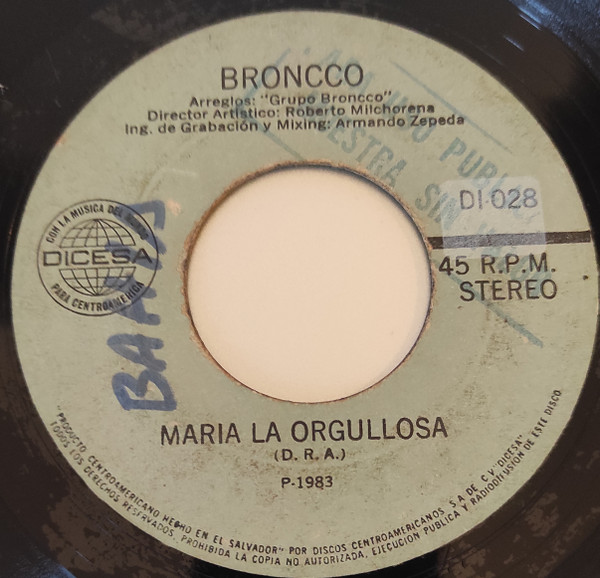 BRONCCO
Arreglos: "Grupo Broncco"
Director Artístico: Roberto Milchorena
Ing. de Grabación y Mixing: Armando Zepeda
DI-028
45 R.P.M.
STEREO
CON LA MUSICA DEL
DICESA
PARA CENTROAMERICA
MARIA LA ORGULLOSA
(D. R. A.)
P-1983
"PRODUCTO CENTROAMERICANO HECHO EN EL SALVADOR" POR DISCOS CENTROAMERICANOS S.A. DE C.V. "DICESA"
TODOS LOS DERECHOS RESERVADOS. PROHIBIDA LA COPIA NO AUTORIZADA, EJECUCION PUBLICA Y RADIODIFUSION DE ESTE DISCO